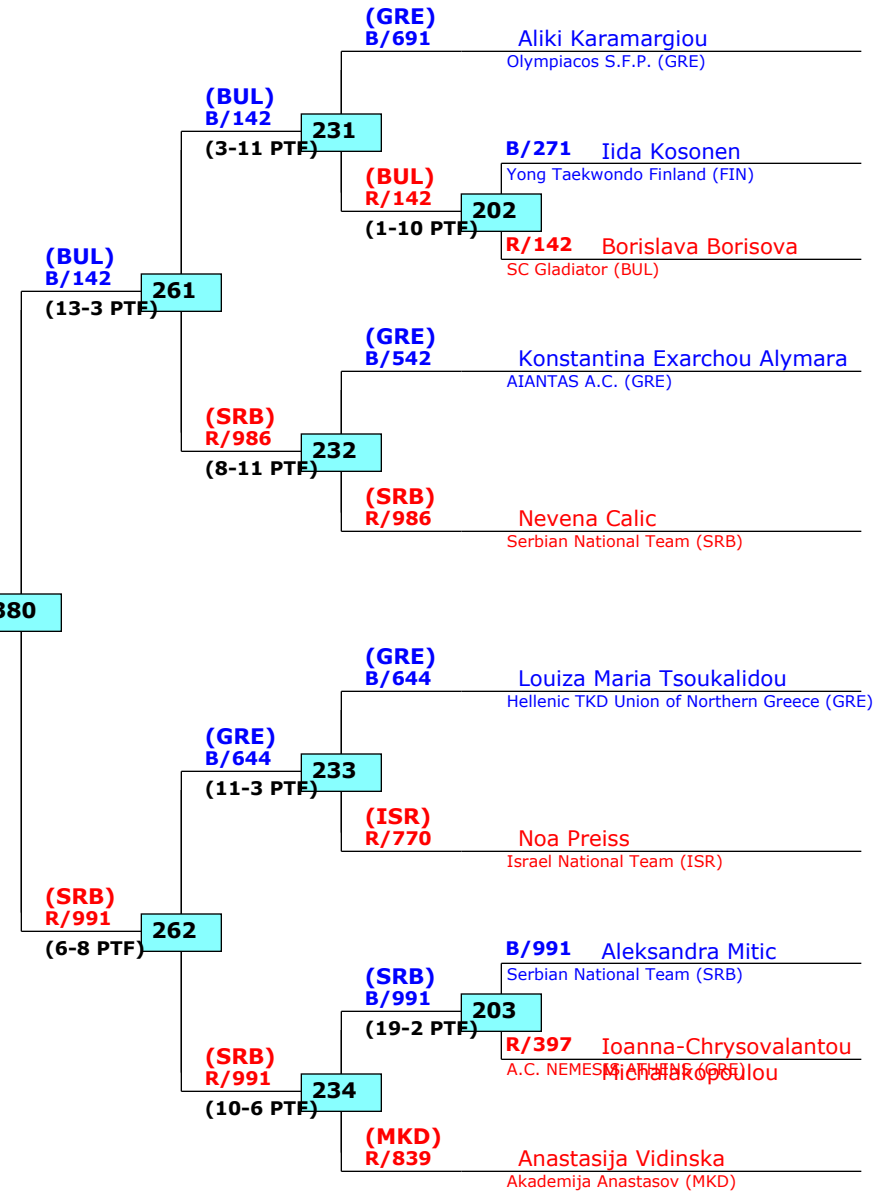 (GRE)
B/691
Aliki Karamargiou
Olympiacos S.F.P. (GRE)
(BUL)
B/142
231
(3-11 PTF)
B/271
Iida Kosonen
Yong Taekwondo Finland (FIN)
(BUL)
R/142
202
(1-10 PTF)
R/142
Borislava Borisova
SC Gladiator (BUL)
(BUL)
B/142
261
(13-3 PTF)
(GRE)
B/542
Konstantina Exarchou Alymara
AIANTAS A.C. (GRE)
(SRB)
R/986
232
(8-11 PTF)
(SRB)
R/986
Nevena Calic
Serbian National Team (SRB)
380
(GRE)
B/644
Louiza Maria Tsoukalidou
Hellenic TKD Union of Northern Greece (GRE)
(GRE)
B/644
233
(11-3 PTF)
(ISR)
R/770
Noa Preiss
Israel National Team (ISR)
(SRB)
R/991
262
(6-8 PTF)
B/991
Aleksandra Mitic
Serbian National Team (SRB)
(SRB)
B/991
203
(19-2 PTF)
R/397
Ioanna-Chrysovalantou
Michalakopoulou
A.C. NEMESIS ATHENS (GRE)
(SRB)
R/991
234
(10-6 PTF)
(MKD)
R/839
Anastasija Vidinska
Akademija Anastasov (MKD)